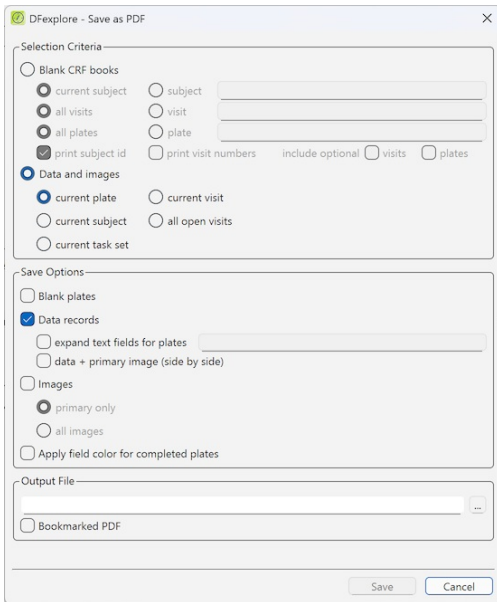 DFexplore - Save as PDF
Selection Criteria
Blank CRF books
current subject subject
all visits visit
all plates plate
print subject id print visit numbers include optional visits plates
Data and images
current plate current visit
current subject all open visits
current task set
Save Options
Blank plates
Data records
expand text fields for plates
data + primary image (side by side)
Images
primary only
all images
Apply field color for completed plates
Output File
...
Bookmarked PDF
Save Cancel